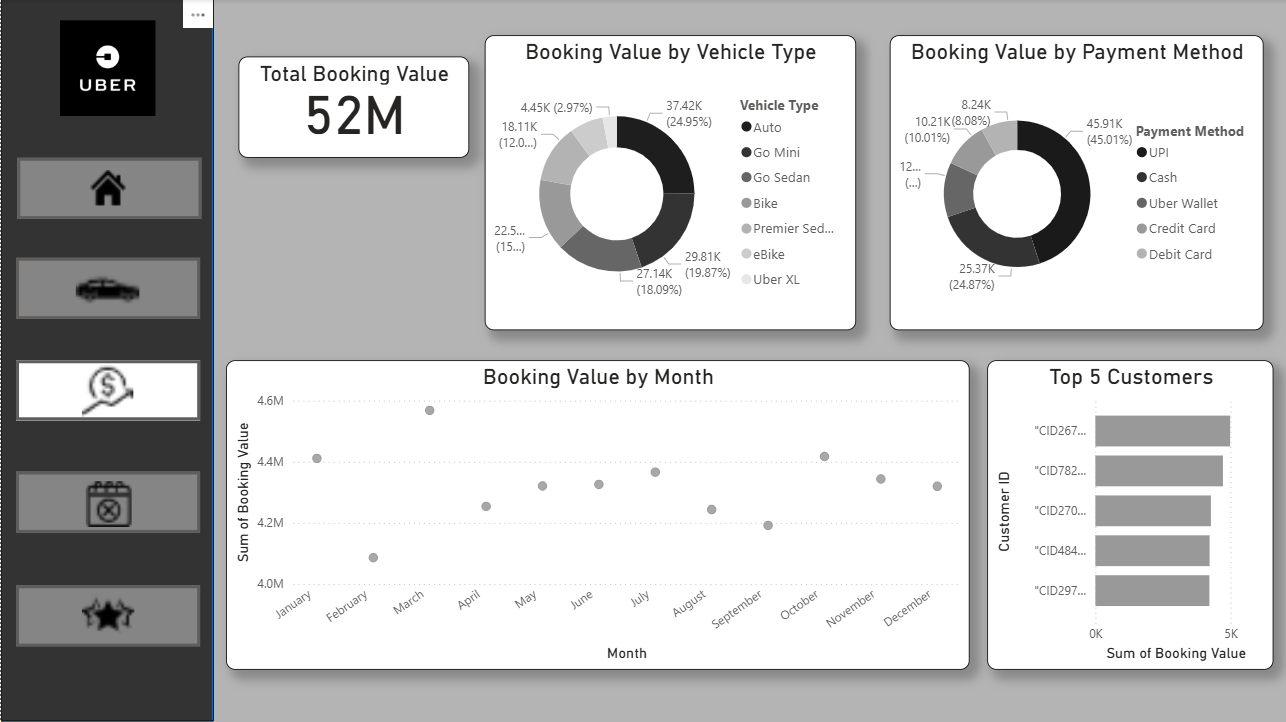 ...
UBER
Total Booking Value
52M
Booking Value by Vehicle Type
4.45K (2.97%)
37.42K
(24.95%)
18.11K
(12.0...)
22.5...
(15...)
29.81K
(19.87%)
27.14K
(18.09%)
Vehicle Type
Auto
Go Mini
Go Sedan
Bike
Premier Sed...
eBike
Uber XL
Booking Value by Payment Method
8.24K
(8.08%)
10.21K
(10.01%)
45.91K
(45.01%)
12...
(...)
25.37K
(24.87%)
Payment Method
UPI
Cash
Uber Wallet
Credit Card
Debit Card
Booking Value by Month
Sum of Booking Value
4.6M
4.4M
4.2M
4.0M
January
February
March
April
May
June
July
August
September
October
November
December
Month
Top 5 Customers
Customer ID
"CID267...
"CID782...
"CID270...
"CID484...
"CID297...
0K
5K
Sum of Booking Value